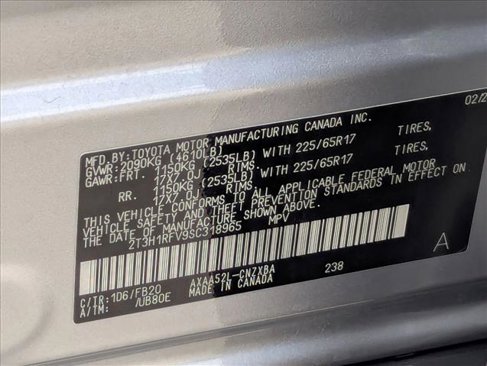 02/2
MFD. BY:TOYOTA MOTOR MANUFACTURING CANADA INC.
GVWR:2090KG (4610LB)
GAWR:FRT. 1150KG (2535LB) WITH 225/65R17 TIRES,
17X7.0J RIMS
RR. 1150KG (2535LB) WITH 225/65R17 TIRES,
17X7.0J RIMS
THIS VEHICLE CONFORMS TO ALL APPLICABLE FEDERAL MOTOR
VEHICLE SAFETY AND THEFT PREVENTION STANDARDS IN EFFECT ON
THE DATE OF MANUFACTURE SHOWN ABOVE.
2T3H1RFV9SC318965 MPV
A
C/TR:106/FB20 AXAA52L-CNZXBA 238
A/TM: /UB80E MADE IN CANADA